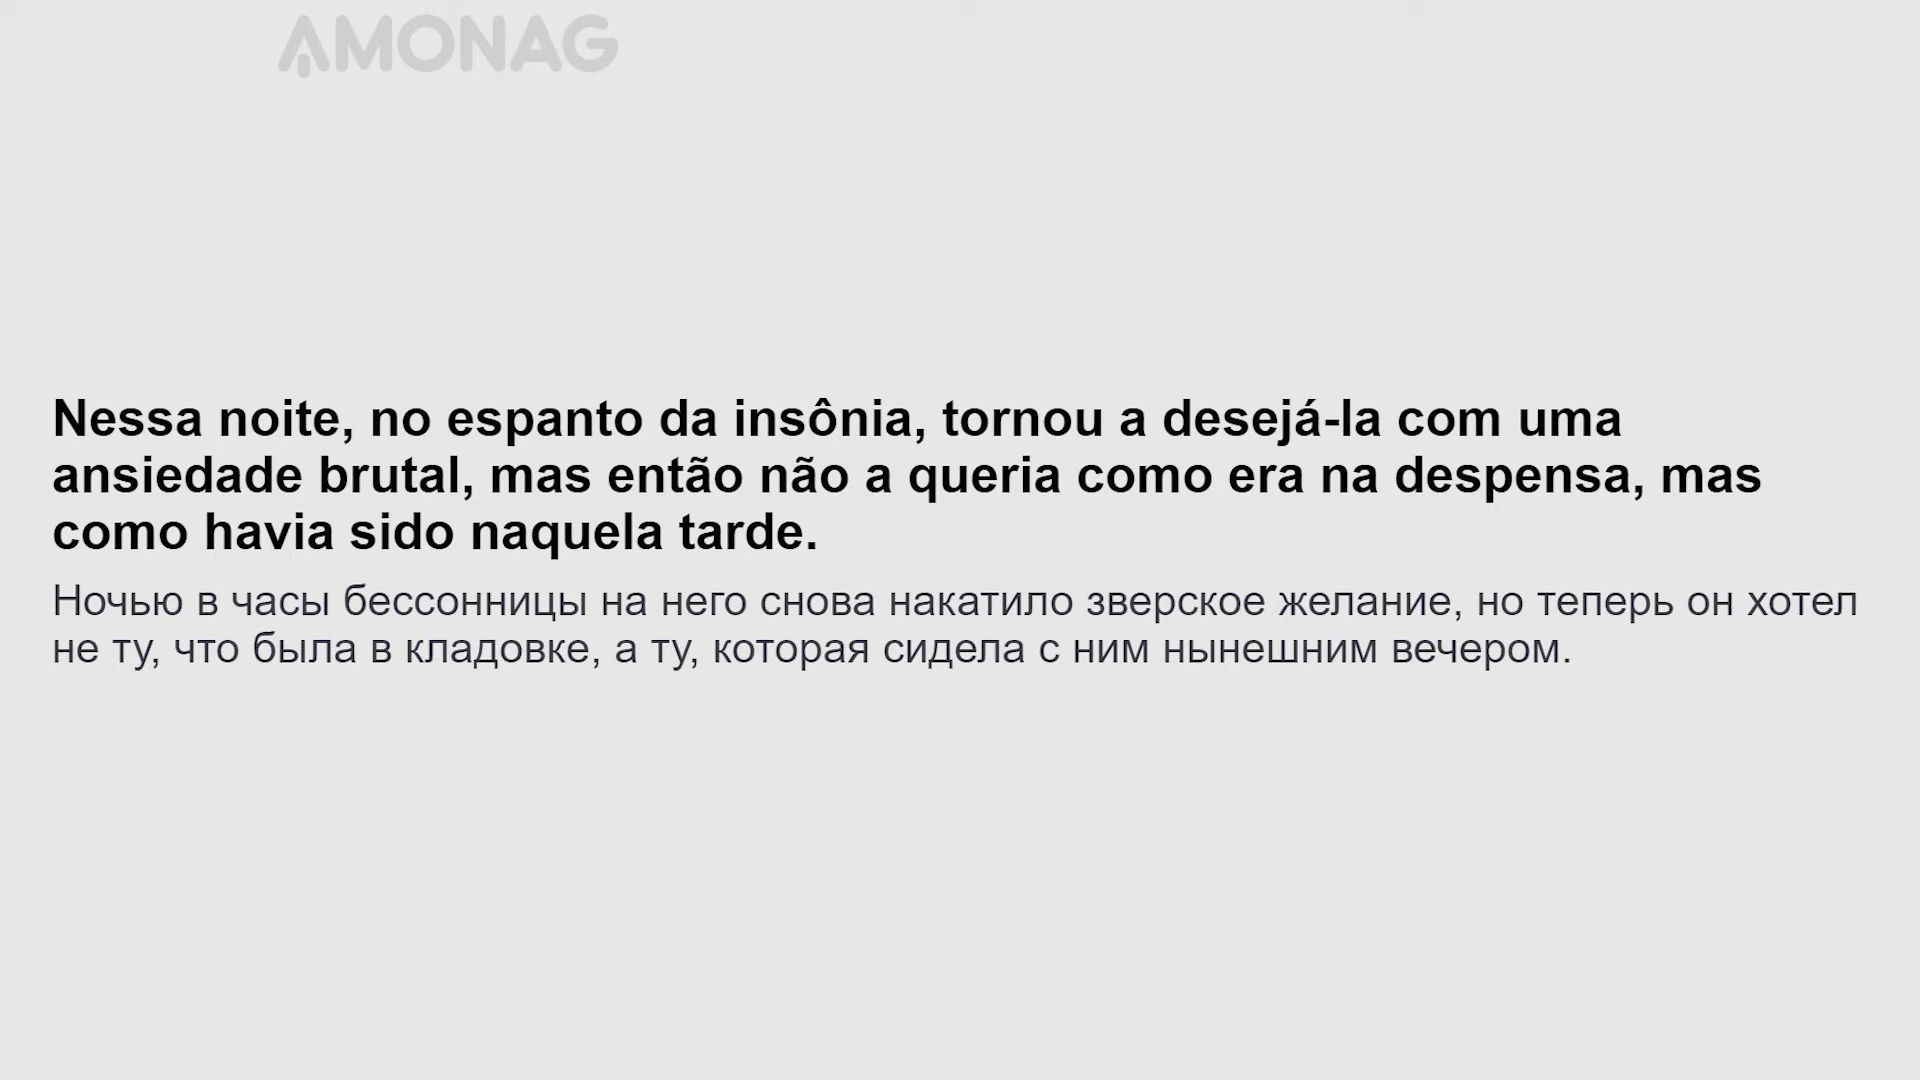 AMONAG
Nessa noite, no espanto da insônia, tornou a desejá-la com uma
ansiedade brutal, mas então não a queria como era na despensa, mas
como havia sido naquela tarde.
Ночью в часы бессонницы на него снова накатило зверское желание, но теперь он хотел
не ту, что была в кладовке, а ту, которая сидела с ним нынешним вечером.